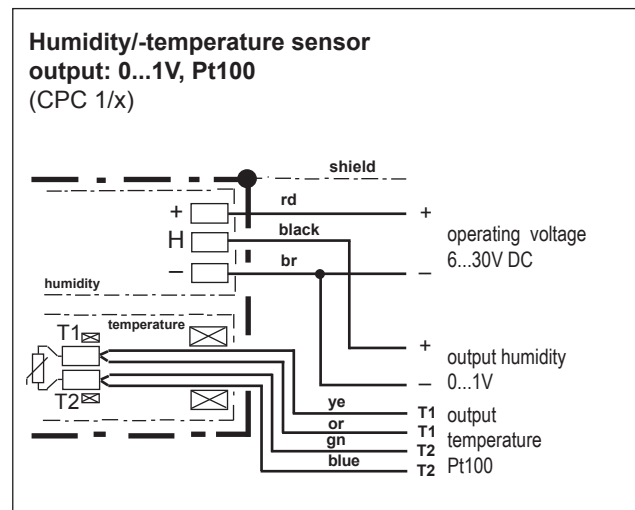 Humidity/-temperature sensor
output: 0...1V, Pt100
(CPC 1/x)
shield
rd
+
+
black
H
operating voltage
6...30V DC
br
–
–
humidity
temperature
T1
+
output humidity
–
0...1V
T2
ye
T1
output
or
T1
temperature
gn
T2
Pt100
blue
T2